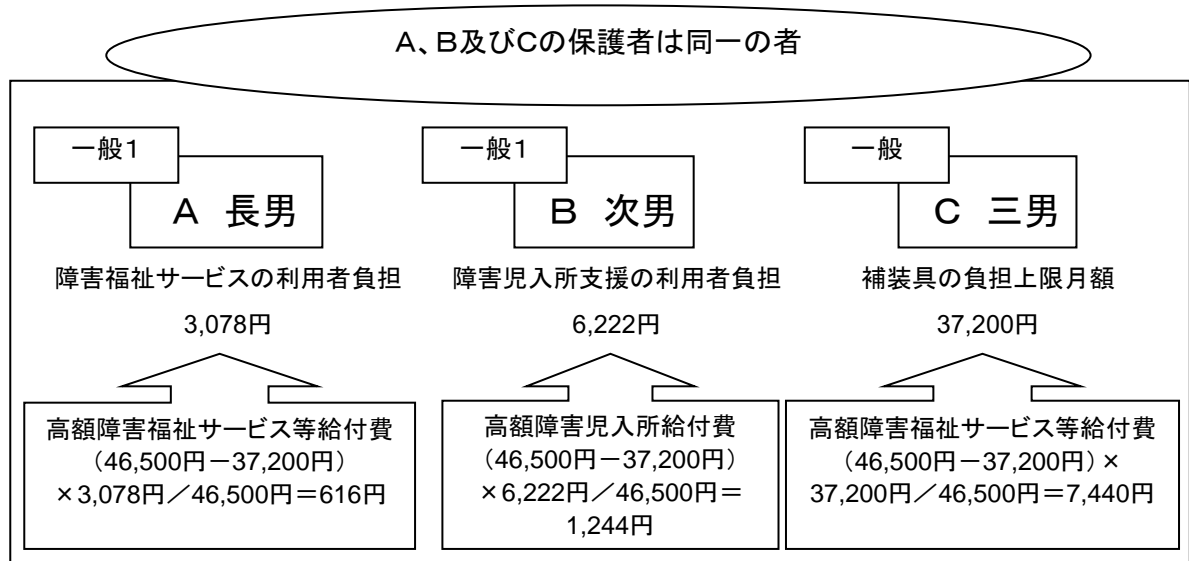 A、B及びCの保護者は同一の者
一般1
A 長男
障害福祉サービスの利用者負担
3,078円
高額障害福祉サービス等給付費
(46,500円-37,200円)
×3,078円/46,500円=616円
一般1
B 次男
障害児入所支援の利用者負担
6,222円
高額障害児入所給付費
(46,500円-37,200円)
×6,222円/46,500円=
1,244円
一般
C 三男
補装具の負担上限月額
37,200円
高額障害福祉サービス等給付費
(46,500円-37,200円)×
37,200円/46,500円=7,440円